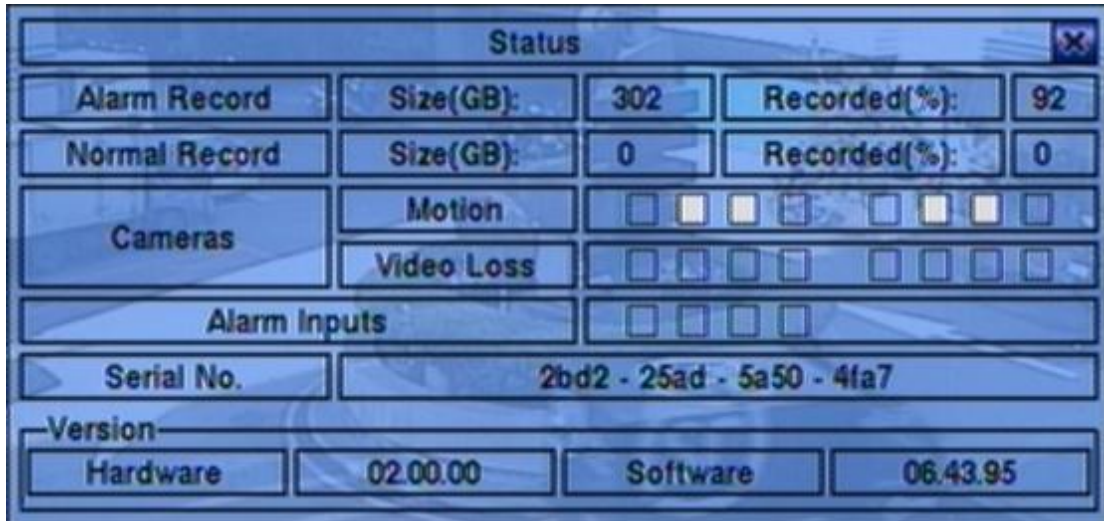 Status
Alarm Record Size(GB): 302 Recorded(%): 92
Normal Record Size(GB): 0 Recorded(%): 0
Cameras
Motion
Video Loss
Alarm Inputs
Serial No. 2bd2 - 25ad - 5a50 - 4fa7
Version
Hardware 02.00.00 Software 06.43.95